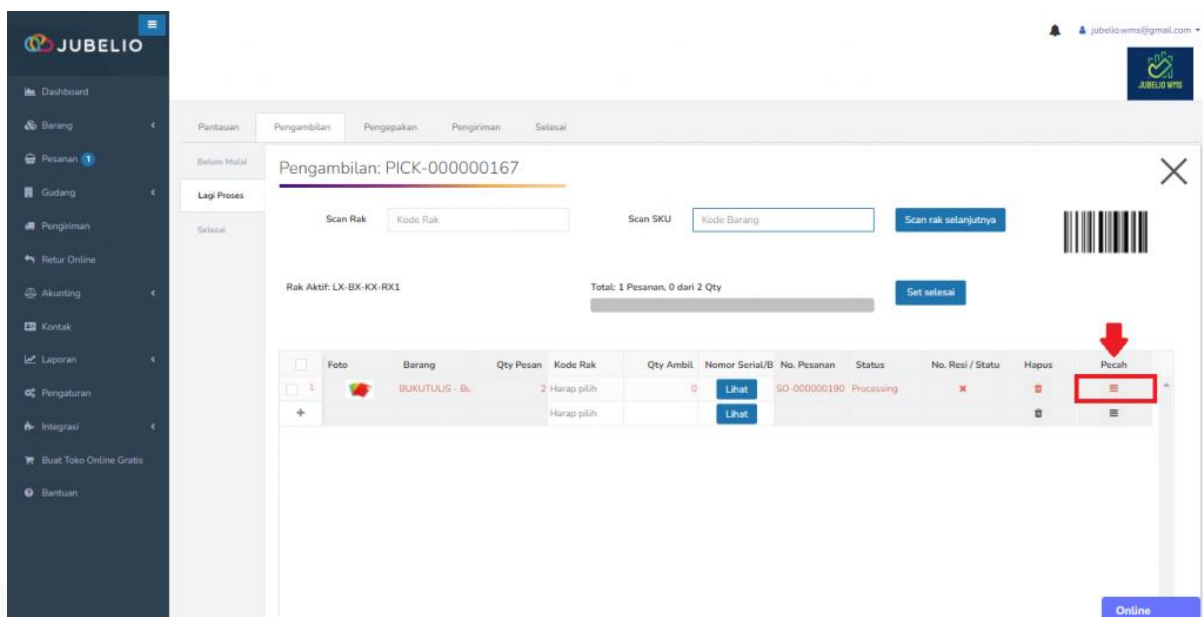 JUBELIO
jubelio.wms@gmail.com
JUBELIO WMS
Dashboard
Barang
Pesanan 1
Gudang
Pengiriman
Retur Online
Akunting
Kontak
Laporan
Pengaturan
Integrasi
Buat Toko Online Gratis
Bantuan
Pantauan Pengambilan Pengepakan Pengiriman Selesai
Belum Mulai
Lagi Proses
Selesai
Pengambilan: PICK-000000167
Scan Rak Kode Rak Scan SKU Kode Barang Scan rak selanjutnya
Rak Aktif: LX-BX-KX-RX1 Total: 1 Pesanan, 0 dari 2 Qty Set selesai
Foto Barang Qty Pesan Kode Rak Qty Ambil Nomor Serial/B No. Pesanan Status No. Resi / Statu Hapus Pecah
1 BUKUTULIS - Bu 2 Harap pilih 0 Lihat SO-000000190 Processing
Harap pilih Lihat
Online